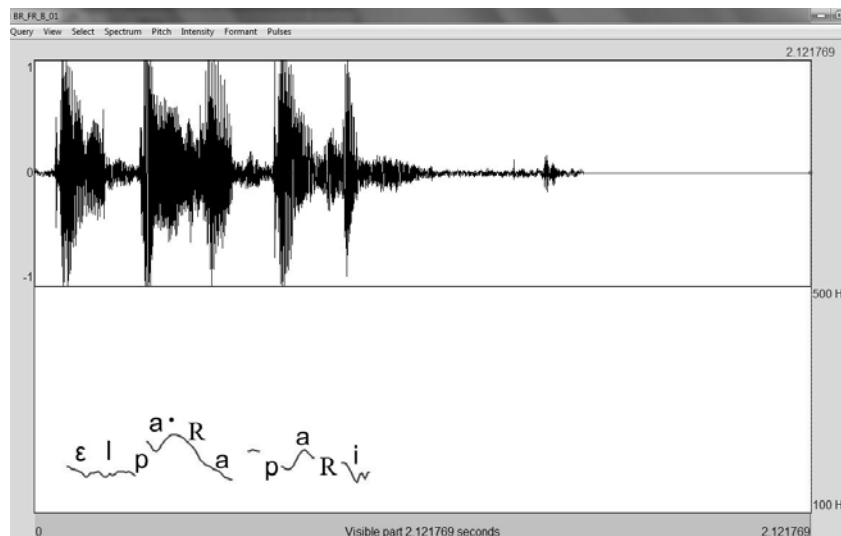 BR_FR_B_01
Query View Select Spectrum Pitch Intensity Formant Pulses
2.121769
1
0
-1
500 H
ɛ l p a· R a p a R i
100 H
0 Visible part 2.121769 seconds 2.121769